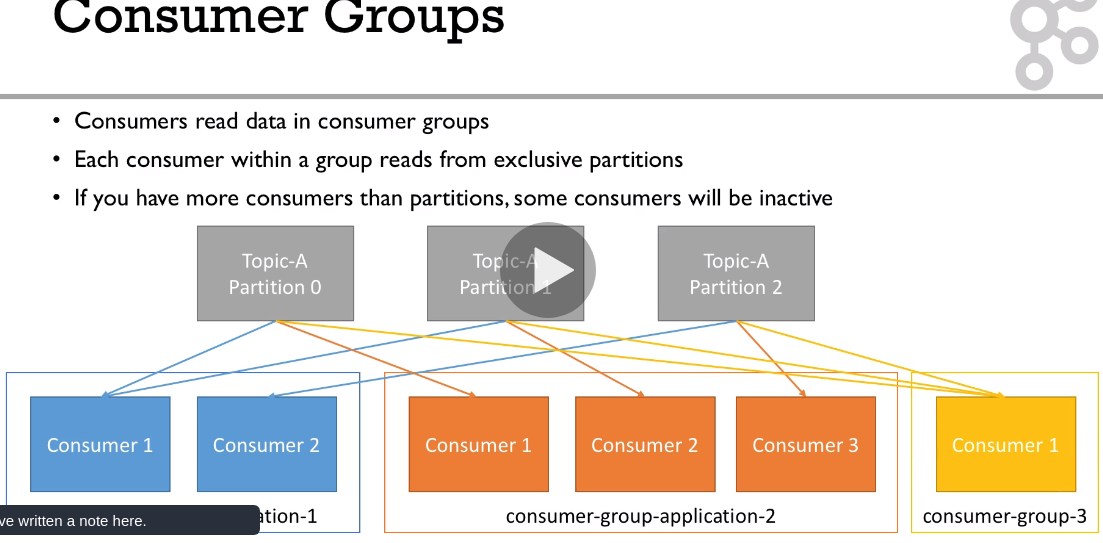 Consumer Groups
• Consumers read data in consumer groups
• Each consumer within a group reads from exclusive partitions
• If you have more consumers than partitions, some consumers will be inactive
Topic-A
Partition 0
Topic-A
Partition 1
Topic-A
Partition 2
Consumer 1
Consumer 2
Consumer 1
Consumer 2
Consumer 3
Consumer 1
ve written a note here.
ation-1
consumer-group-application-2
consumer-group-3